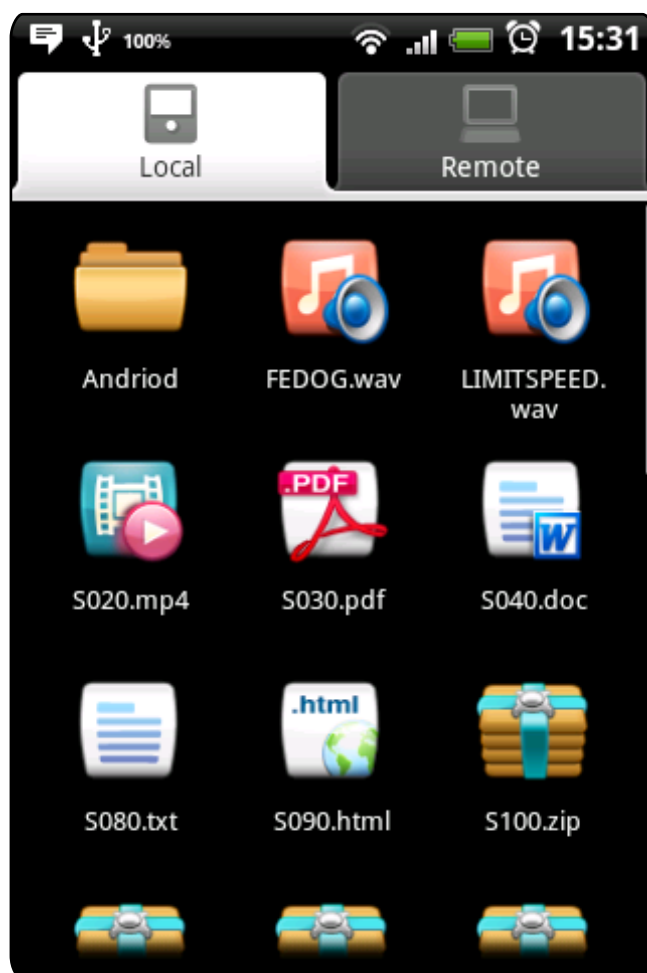 100%
15:31
Local
Remote
Andriod
FEDOG.wav
LIMITSPEED.
wav
S020.mp4
.PDF
S030.pdf
W
S040.doc
S080.txt
.html
S090.html
S100.zip